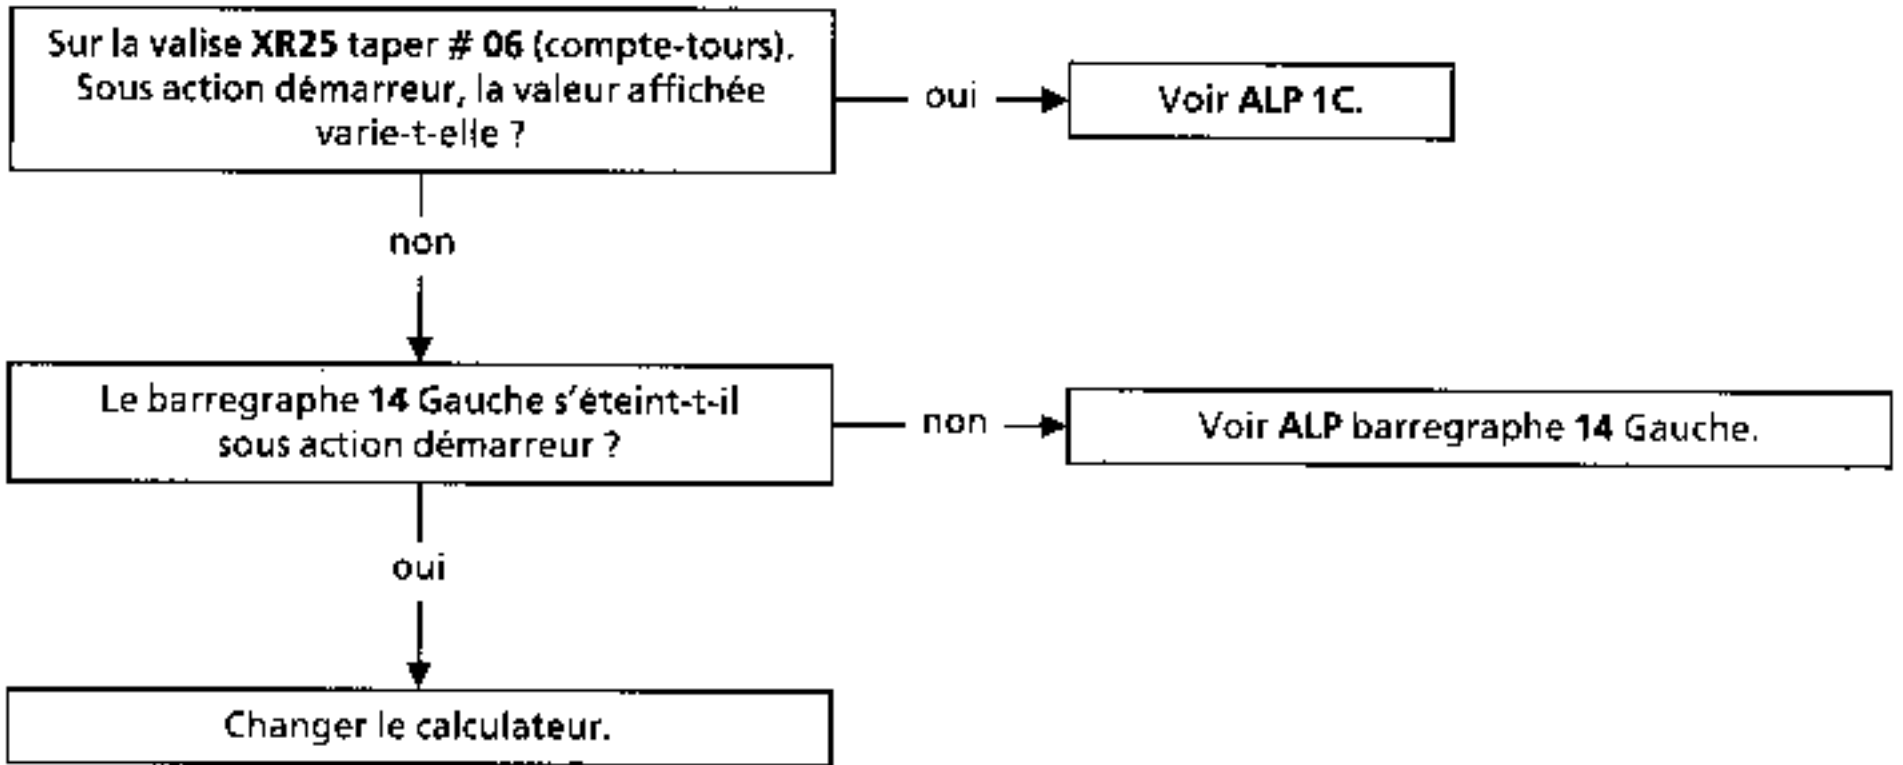 Sur la valise XR25 taper # 06 (compte-tours).
Sous action démarreur, la valeur affichée
varie-t-elle ?
oui
Voir ALP 1C.
non
Le barregraphe 14 Gauche s'éteint-t-il
sous action démarreur ?
non
Voir ALP barregraphe 14 Gauche.
oui
Changer le calculateur.